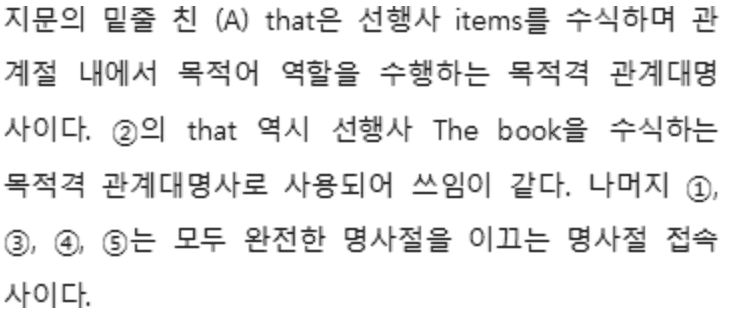 지문의 밑줄 친 (A) that은 선행사 items를 수식하며 관
계절 내에서 목적어 역할을 수행하는 목적격 관계대명
사이다. ②의 that 역시 선행사 The book을 수식하는
목적격 관계대명사로 사용되어 쓰임이 같다. 나머지 ①,
③, ④, ⑤는 모두 완전한 명사절을 이끄는 명사절 접속
사이다.